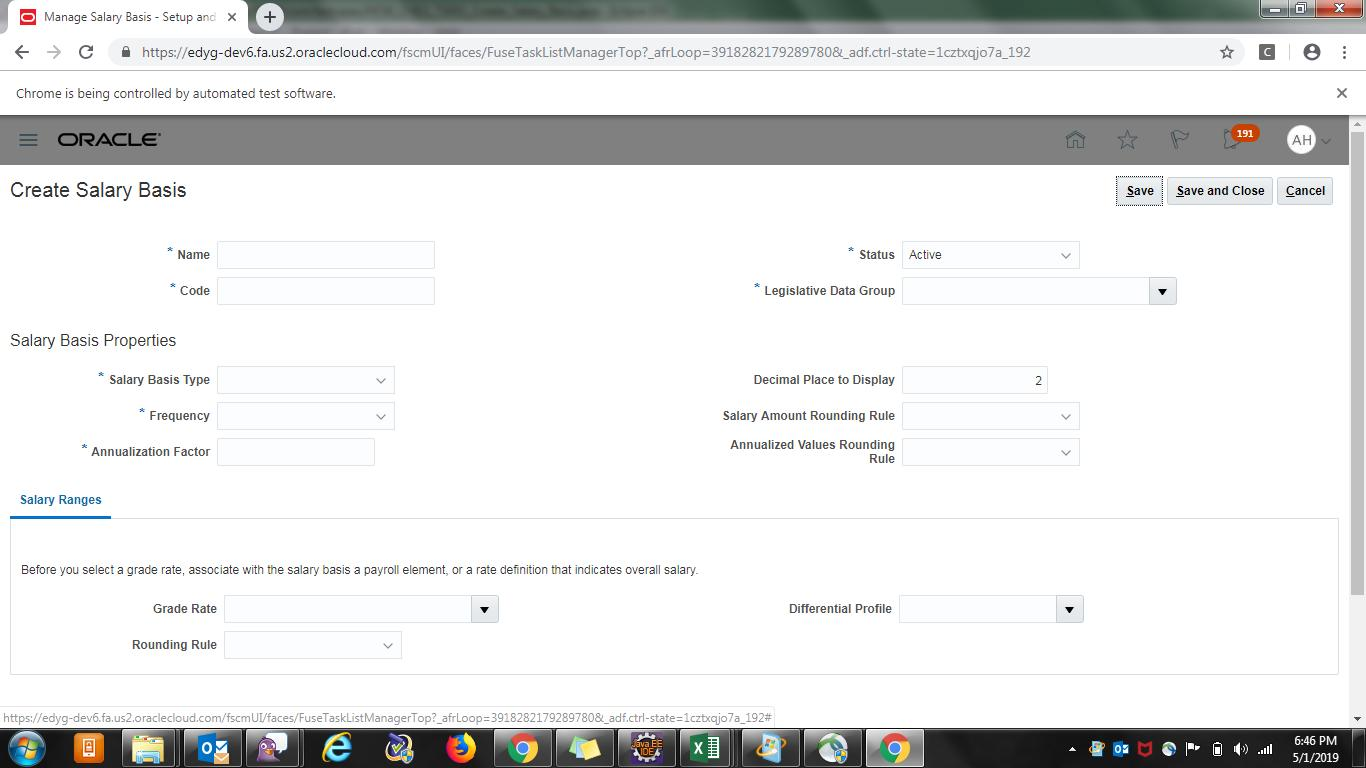 Manage Salary Basis - Setup and
https://edyg-dev6.fa.us2.oraclecloud.com/fscmUI/faces/FuseTaskListManagerTop?_afrLoop=3918282179289780&_adf.ctrl-state=1cztxqjo7a_192
C
Chrome is being controlled by automated test software.
ORACLE
191
AH
Create Salary Basis
Save
Save and Close
Cancel
* Name
* Status Active
* Code
* Legislative Data Group
Salary Basis Properties
* Salary Basis Type
Decimal Place to Display 2
* Frequency
Salary Amount Rounding Rule
* Annualization Factor
Annualized Values Rounding
Rule
Salary Ranges
Before you select a grade rate, associate with the salary basis a payroll element, or a rate definition that indicates overall salary.
Grade Rate
Differential Profile
Rounding Rule
https://edyg-dev6.fa.us2.oraclecloud.com/fscmUI/faces/FuseTaskListManagerTop?_afrLoop=3918282179289780&_adf.ctrl-state=1cztxqjo7a_192#
Java EE
IDE
6:46 PM
5/1/2019